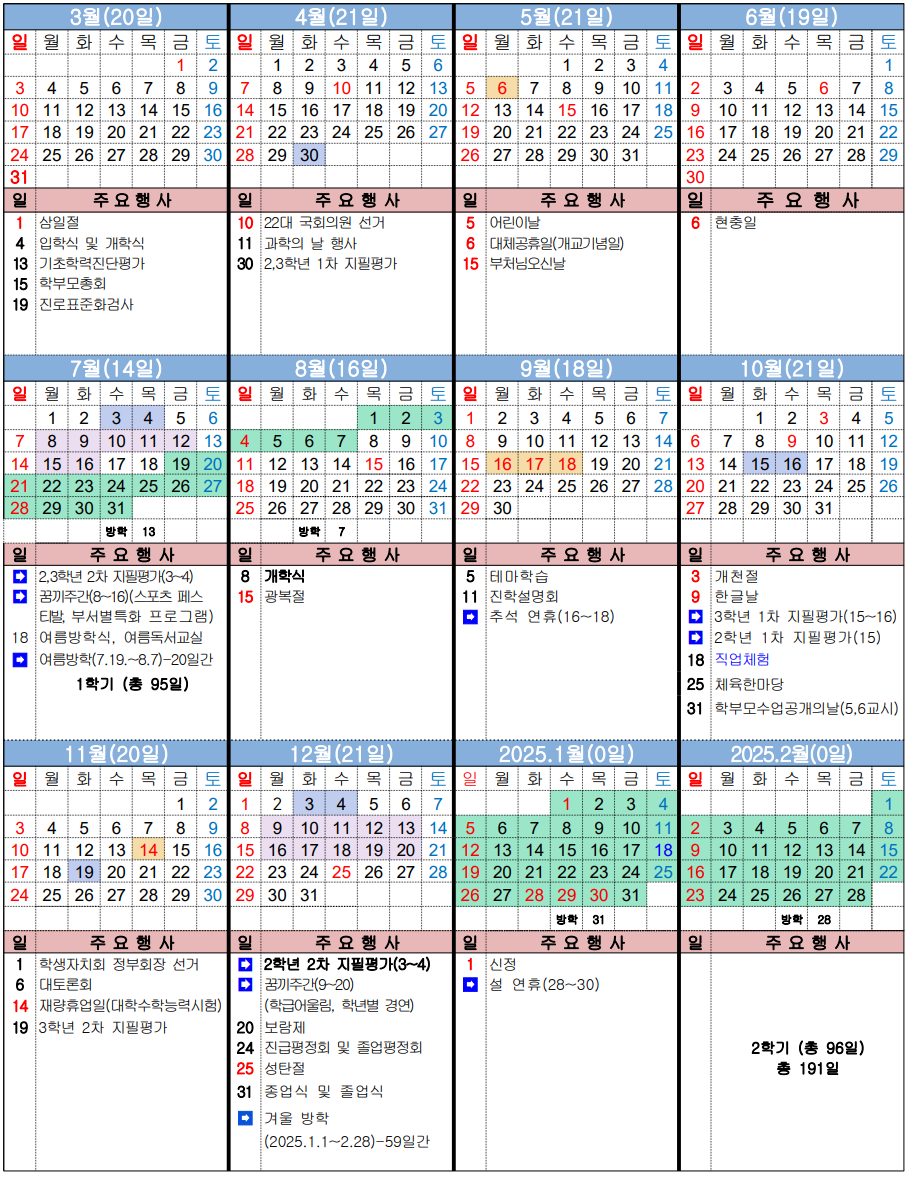 3월(20일)
일 월 화 수 목 금 토
1 2
3 4 5 6 7 8 9
10 11 12 13 14 15 16
17 18 19 20 21 22 23
24 25 26 27 28 29 30
31
일 주요행사
1 삼일절
4 입학식 및 개학식
13 기초학력진단평가
15 학부모총회
19 진로표준화검사
4월(21일)
일 월 화 수 목 금 토
1 2 3 4 5 6
7 8 9 10 11 12 13
14 15 16 17 18 19 20
21 22 23 24 25 26 27
28 29 30
일 주요행사
10 22대 국회의원 선거
11 과학의 날 행사
30 2,3학년 1차 지필평가
5월(21일)
일 월 화 수 목 금 토
1 2 3 4
5 6 7 8 9 10 11
12 13 14 15 16 17 18
19 20 21 22 23 24 25
26 27 28 29 30 31
일 주요행사
5 어린이날
6 대체공휴일(개교기념일)
15 부처님오신날
6월(19일)
일 월 화 수 목 금 토
1
2 3 4 5 6 7 8
9 10 11 12 13 14 15
16 17 18 19 20 21 22
23 24 25 26 27 28 29
30
일 주 요 행 사
6 현충일
7월(14일)
일 월 화 수 목 금 토
1 2 3 4 5 6
7 8 9 10 11 12 13
14 15 16 17 18 19 20
21 22 23 24 25 26 27
28 29 30 31
방학 13
일 주 요 행 사
2,3학년 2차 지필평가(3~4)
꿈끼주간(8~16)(스포츠 페스
티발, 부서별특화 프로그램)
18 여름방학식, 여름독서교실
여름방학(7.19.~8.7)-20일간
1학기 (총 95일)
8월(16일)
일 월 화 수 목 금 토
1 2 3
4 5 6 7 8 9 10
11 12 13 14 15 16 17
18 19 20 21 22 23 24
25 26 27 28 29 30 31
방학 7
일 주 요 행 사
8 개학식
15 광복절
9월(18일)
일 월 화 수 목 금 토
1 2 3 4 5 6 7
8 9 10 11 12 13 14
15 16 17 18 19 20 21
22 23 24 25 26 27 28
29 30
일 주 요 행 사
5 테마학습
11 진학설명회
추석 연휴(16~18)
10월(21일)
일 월 화 수 목 금 토
1 2 3 4 5
6 7 8 9 10 11 12
13 14 15 16 17 18 19
20 21 22 23 24 25 26
27 28 29 30 31
일 주 요 행 사
3 개천절
9 한글날
3학년 1차 지필평가(15~16)
2학년 1차 지필평가(15)
18 직업체험
25 체육한마당
31 학부모수업공개의날(5,6교시)
11월(20일)
일 월 화 수 목 금 토
1 2
3 4 5 6 7 8 9
10 11 12 13 14 15 16
17 18 19 20 21 22 23
24 25 26 27 28 29 30
일 주 요 행 사
1 학생자치회 정부회장 선거
6 대토론회
14 재량휴업일(대학수학능력시험)
19 3학년 2차 지필평가
12월(21일)
일 월 화 수 목 금 토
1 2 3 4 5 6 7
8 9 10 11 12 13 14
15 16 17 18 19 20 21
22 23 24 25 26 27 28
29 30 31
일 주 요 행 사
2학년 2차 지필평가(3~4)
꿈끼주간(9~20)
(학급어울림, 학년별 경연)
20 보람제
24 진급평정회 및 졸업평정회
25 성탄절
31 종업식 및 졸업식
겨울 방학
(2025.1.1~2.28)-59일간
2025.1월(0일)
일 월 화 수 목 금 토
1 2 3 4
5 6 7 8 9 10 11
12 13 14 15 16 17 18
19 20 21 22 23 24 25
26 27 28 29 30 31
방학 31
일 주 요 행 사
1 신정
설 연휴(28~30)
2025.2월(0일)
일 월 화 수 목 금 토
1
2 3 4 5 6 7 8
9 10 11 12 13 14 15
16 17 18 19 20 21 22
23 24 25 26 27 28
방학 28
일 주 요 행 사
2학기 (총 96일)
총 191일